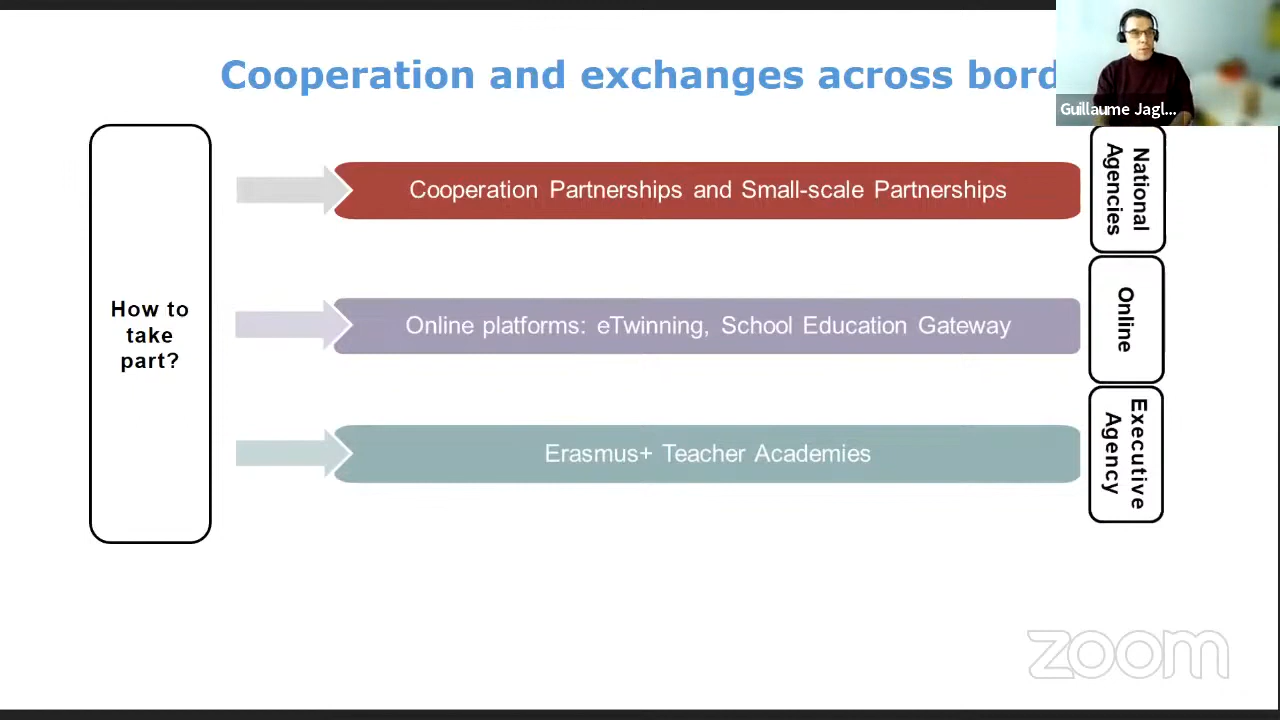 Cooperation and exchanges across bord
Guillaume Jagl...
How to
take
part?
Cooperation Partnerships and Small-scale Partnerships
National
Agencies
Online platforms: eTwinning, School Education Gateway
Online
Erasmus+ Teacher Academies
Executive
Agency
zoom